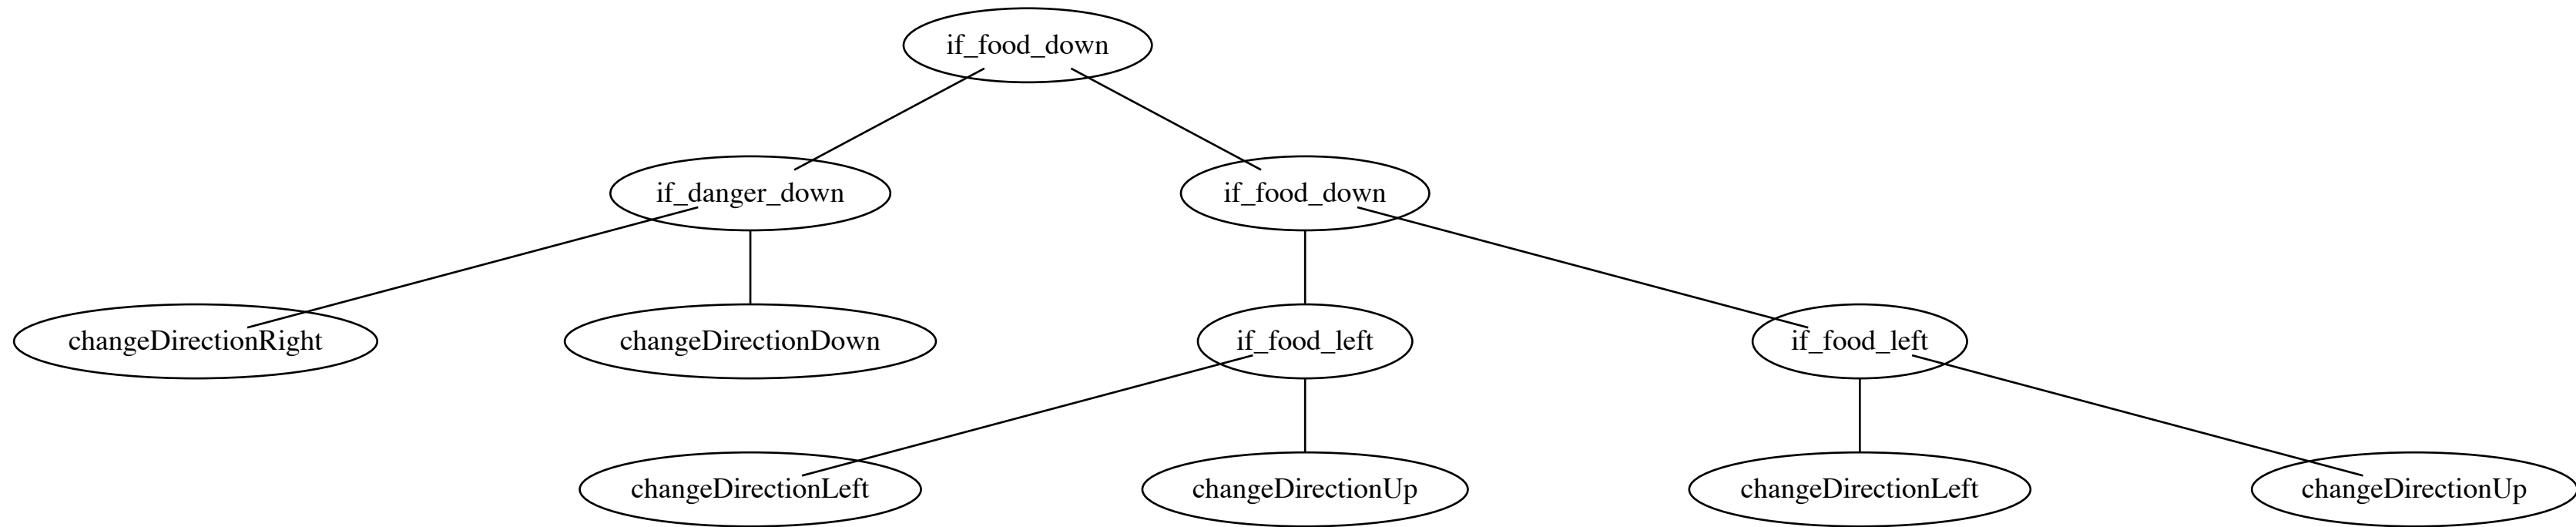 if_food_down
if_danger_down
if_food_down
changeDirectionRight
changeDirectionDown
if_food_left
if_food_left
changeDirectionLeft
changeDirectionUp
changeDirectionLeft
changeDirectionUp